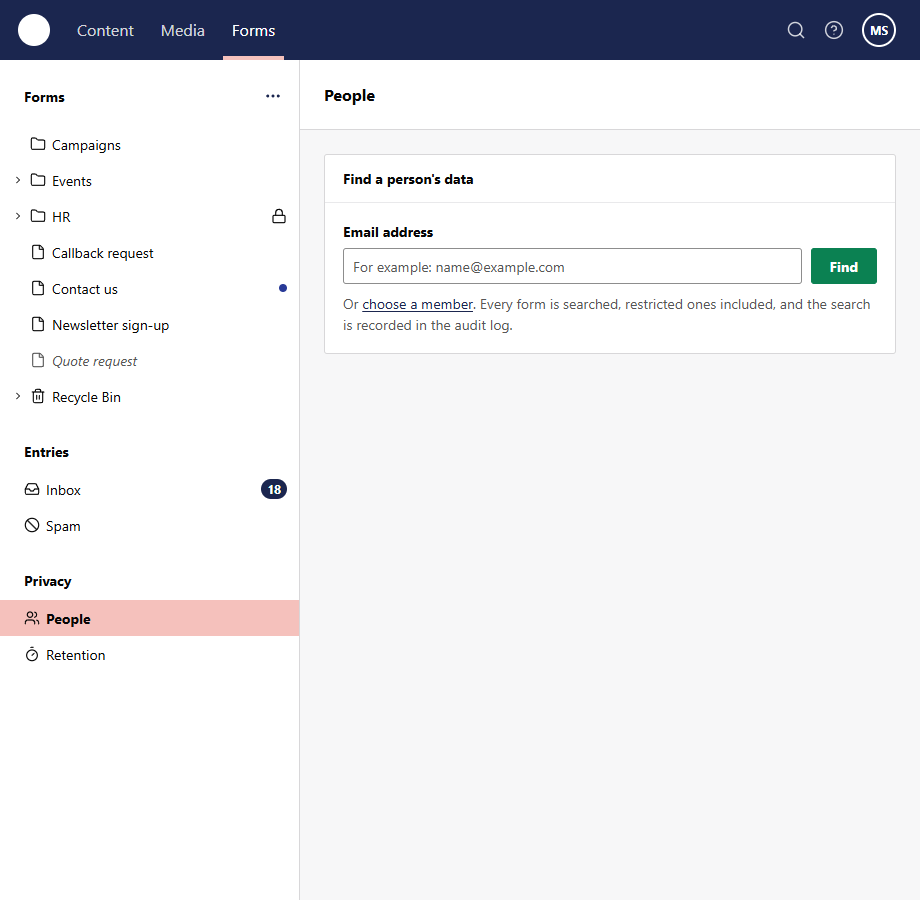 Content
Media
Forms
MS
Forms
Campaigns
Events
HR
Callback request
Contact us
Newsletter sign-up
Quote request
Recycle Bin
Entries
Inbox
18
Spam
Privacy
People
Retention
People
Find a person's data
Email address
For example: name@example.com
Find
Or choose a member. Every form is searched, restricted ones included, and the search
is recorded in the audit log.